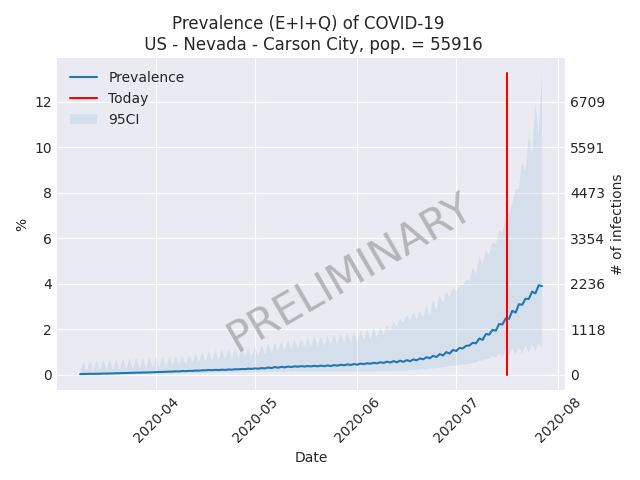 Prevalence (E+I+Q) of COVID-19
US - Nevada - Carson City, pop. = 55916
Prevalence
Today
95CI
PRELIMINARY
%
12
10
8
6
4
2
0
6709
5591
4473
3354
2236
1118
0
# of infections
2020-04
2020-05
2020-06
2020-07
2020-08
Date